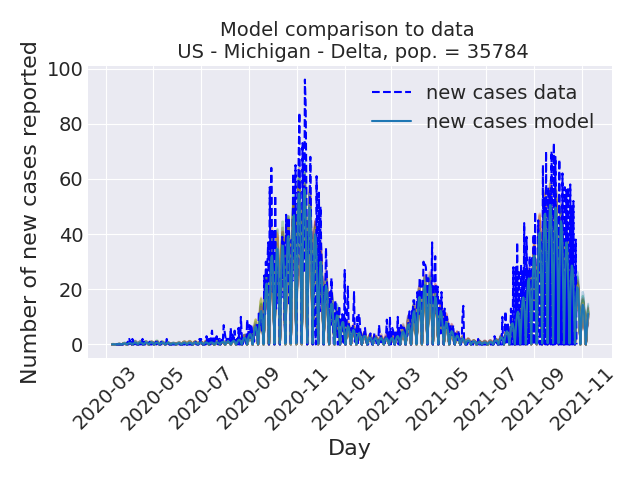 Model comparison to data
US - Michigan - Delta, pop. = 35784
Number of new cases reported
100
80
60
40
20
0
new cases data
new cases model
2020-03
2020-05
2020-07
2020-09
2020-11
2021-01
2021-03
2021-05
2021-07
2021-09
2021-11
Day